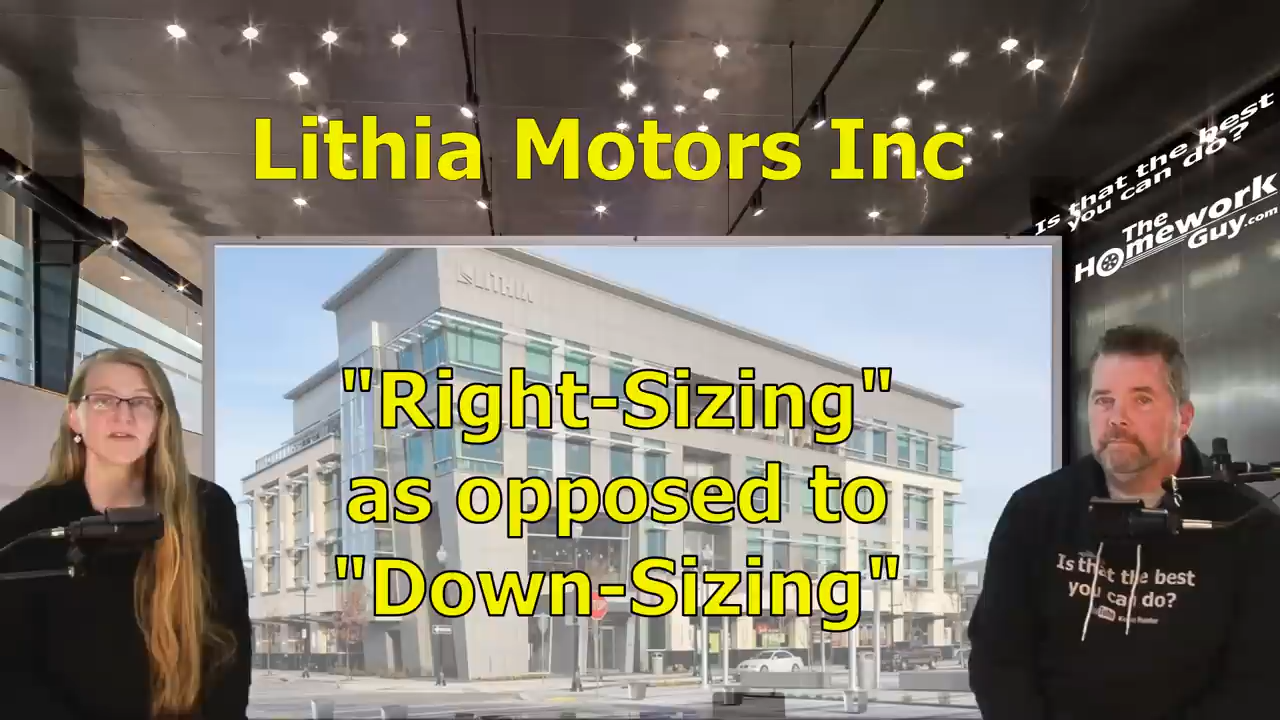 Lithia Motors Inc
Is that the best
you can do?
The
Homework
Guy.com
LITHIA
"Right-Sizing"
as opposed to
"Down-Sizing"
Is that the best
you can do?